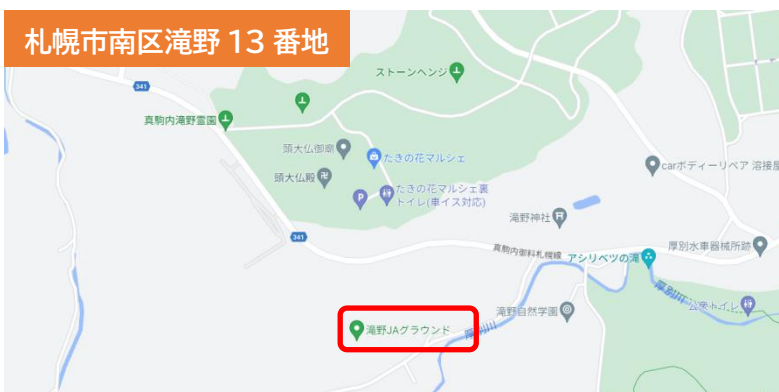 札幌市南区滝野 13 番地
341
ストーンヘンジ
真駒内滝野霊園
頭大仏御廟
たきの花マルシェ
頭大仏殿
carボディーリペア 溶接屋
P
たきの花マルシェ裏
トイレ(車イス対応)
滝野神社
341
真駒内御料札幌線
アシリベツの滝
厚別水車器械所跡
厚別川
公衆トイレ
滝野自然学園
滝野JAグラウンド
厚別川